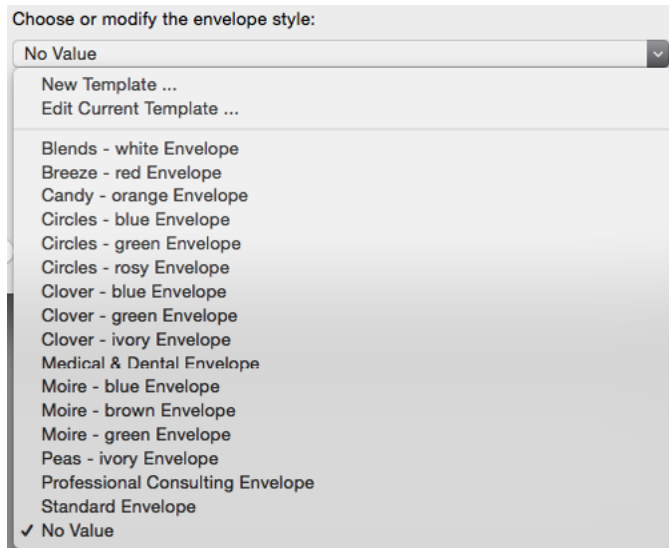 Choose or modify the envelope style:
No Value
New Template ...
Edit Current Template ...
Blends - white Envelope
Breeze - red Envelope
Candy - orange Envelope
Circles - blue Envelope
Circles - green Envelope
Circles - rosy Envelope
Clover - blue Envelope
Clover - green Envelope
Clover - ivory Envelope
Medical & Dental Envelope
Moire - blue Envelope
Moire - brown Envelope
Moire - green Envelope
Peas - ivory Envelope
Professional Consulting Envelope
Standard Envelope
✓ No Value